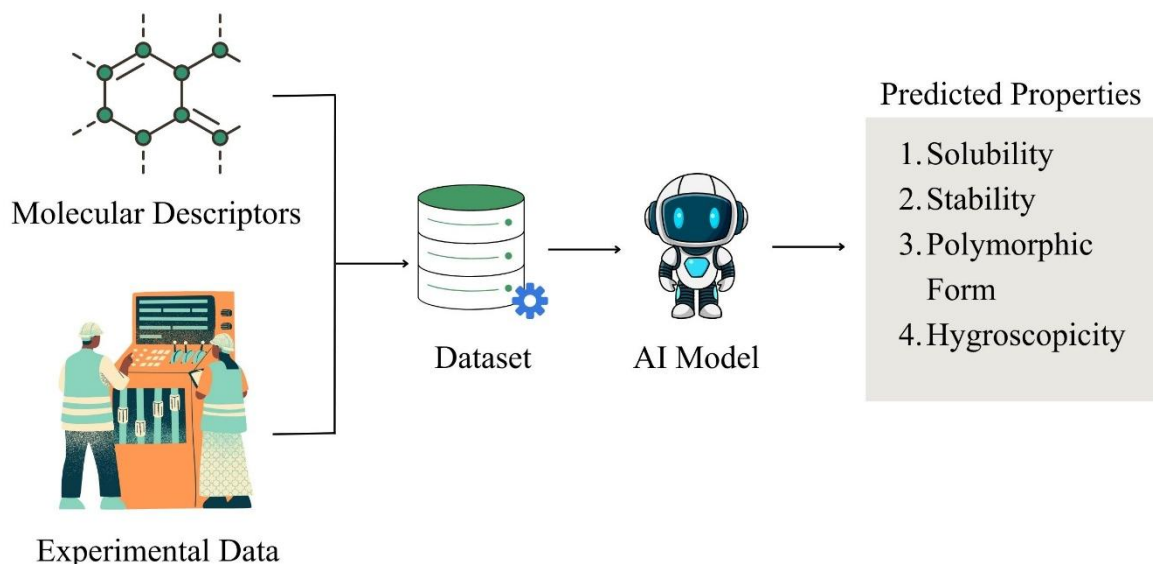 Molecular Descriptors
Experimental Data
Dataset
AI Model
Predicted Properties
1. Solubility
2. Stability
3. Polymorphic
Form
4. Hygroscopicity